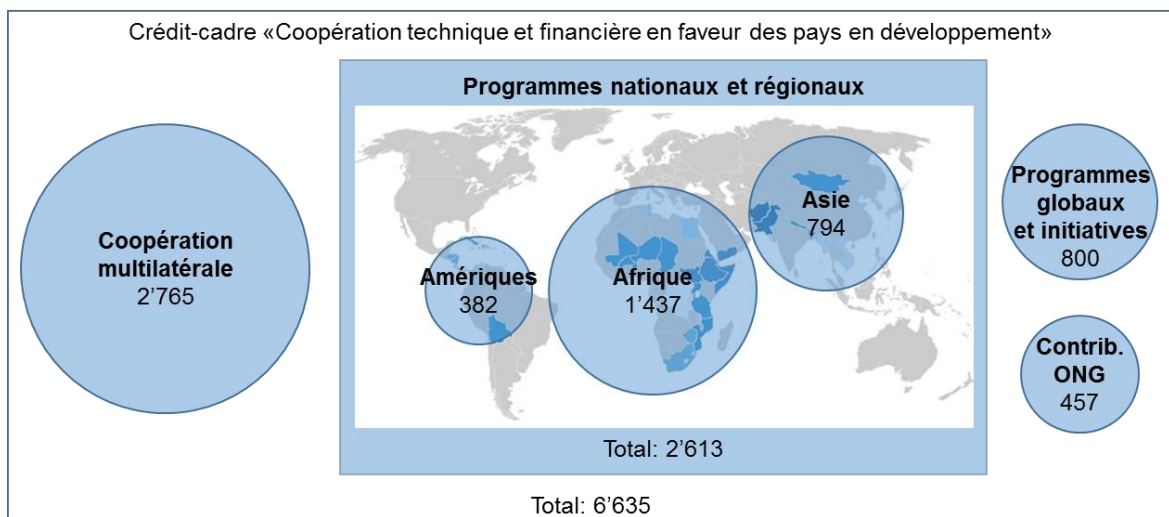 Crédit-cadre «Coopération technique et financière en faveur des pays en développement»
Programmes nationaux et régionaux
Coopération
multilatérale
2’765
Amériques
382
Afrique
1’437
Asie
794
Total: 2’613
Programmes
globaux
et initiatives
800
Contrib.
ONG
457
Total: 6’635